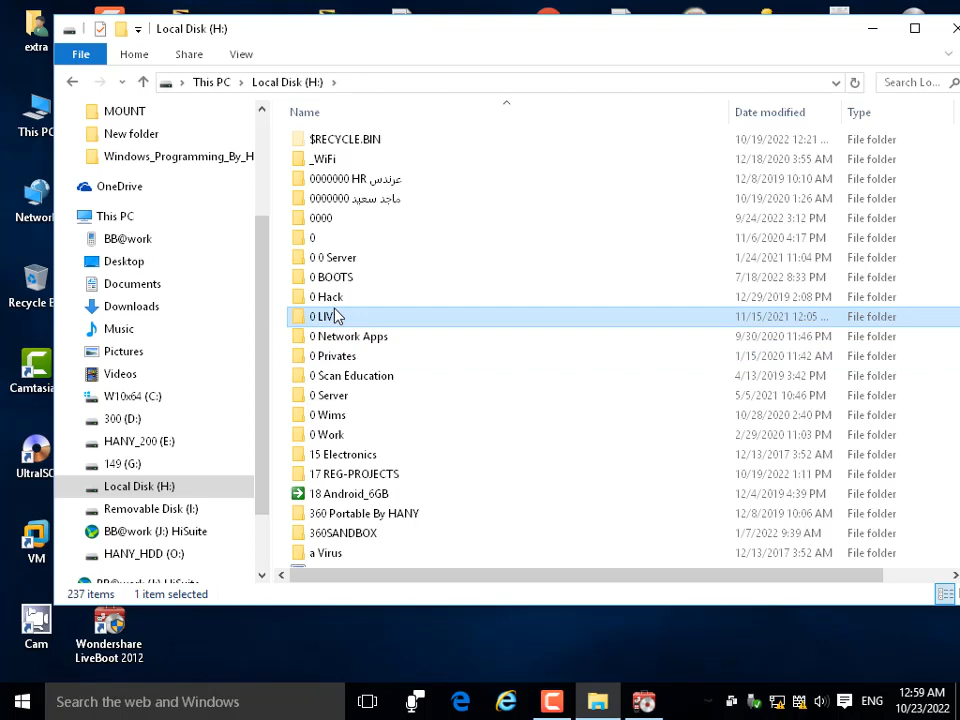 extra
This PC
Networ
Recycle B
Camtasia
UltraISO
VM
Cam
Wondershare
LiveBoot 2012
Local Disk (H:)
File Home Share View
This PC Local Disk (H:) Search Lo...
MOUNT
New folder
Windows_Programming_By_H
OneDrive
This PC
BB@work
Desktop
Documents
Downloads
Music
Pictures
Videos
W10x64 (C:)
300 (D:)
HANY_200 (E:)
149 (G:)
Local Disk (H:)
Removable Disk (I:)
BB@work (J:) HiSuite
HANY_HDD (O:)
BB@work (J:) HiSuite
Name Date modified Type
$RECYCLE.BIN 10/19/2022 12:21 ... File folder
_WiFi 12/18/2020 3:55 AM File folder
0000000 HR عرندس 12/8/2019 10:10 AM File folder
0000000 ماجد سعيد 10/19/2020 1:26 AM File folder
0000 9/24/2022 3:12 PM File folder
0 11/6/2020 4:17 PM File folder
0 0 Server 1/24/2021 11:04 PM File folder
0 BOOTS 7/18/2022 8:33 PM File folder
0 Hack 12/29/2019 2:08 PM File folder
0 LIV 11/15/2021 12:05 ... File folder
0 Network Apps 9/30/2020 11:42 AM File folder
0 Privates 1/15/2020 11:42 AM File folder
0 Scan Education 4/13/2019 3:42 PM File folder
0 Server 5/5/2021 10:46 PM File folder
0 Wims 10/28/2020 2:40 PM File folder
0 Work 2/29/2020 11:03 PM File folder
15 Electronics 12/13/2017 3:52 AM File folder
17 REG-PROJECTS 10/19/2022 1:11 PM File folder
18 Android_6GB 12/4/2019 4:39 PM File folder
360 Portable By HANY 12/8/2019 10:06 AM File folder
360SANDBOX 1/7/2022 9:39 AM File folder
a Virus 12/13/2017 3:52 AM File folder
237 items 1 item selected
Search the web and Windows
ENG
12:59 AM
10/23/2022